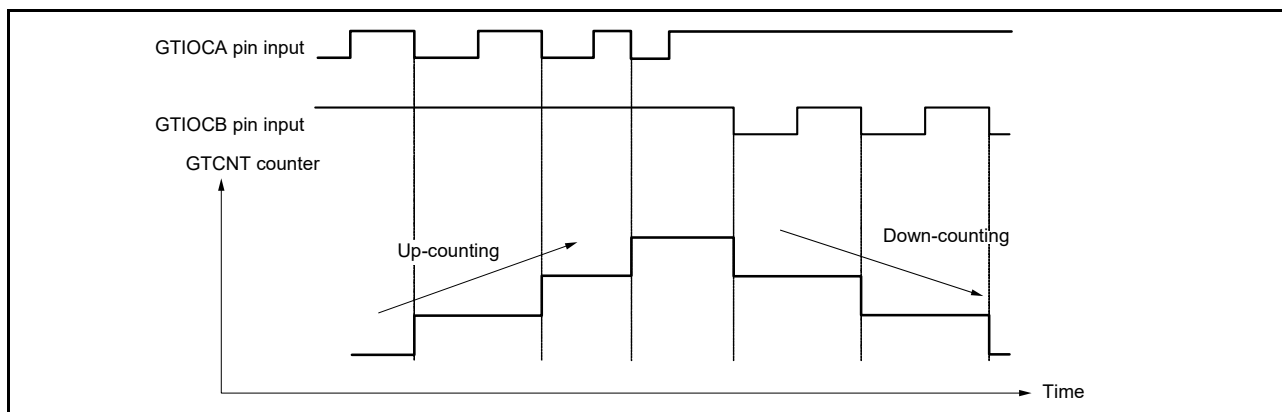 GTIOCA pin input
GTIOCB pin input
GTCNT counter
Up-counting
Down-counting
Time